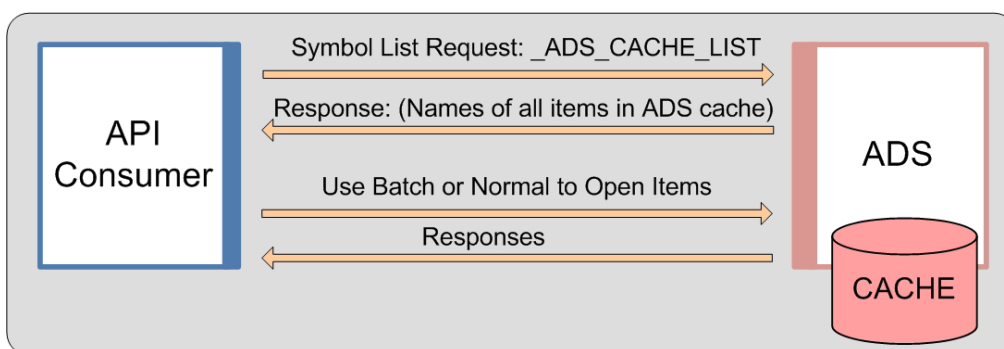 Symbol List Request: _ADS_CACHE_LIST
Response: (Names of all items in ADS cache)
API
Consumer
ADS
Use Batch or Normal to Open Items
Responses
CACHE